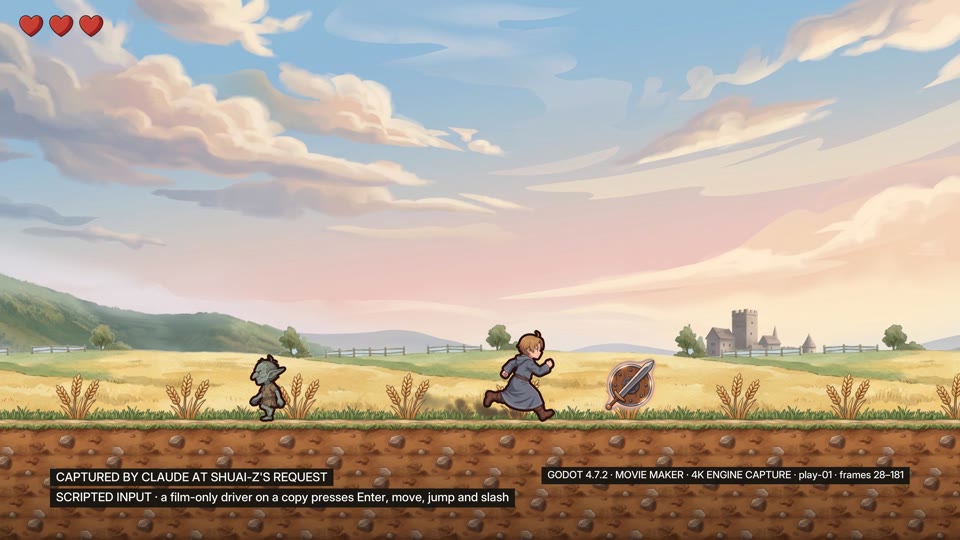 CAPTURED BY CLAUDE AT SHUAI-Z'S REQUEST
SCRIPTED INPUT · a film-only driver on a copy presses Enter, move, jump and slash
GODOT 4.7.2 · MOVIE MAKER · 4K ENGINE CAPTURE · play-01 · frames 28–181